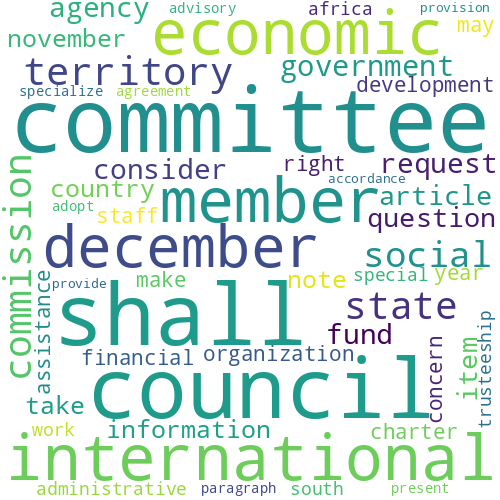 agency advisory africa provision
november economic may
territory government
specialize agreement development
committee
consider right request
country accordance article
adopt staff member question
december social
commission assistance provide make note special year
shall state
fund
financial organization concern item trusteeship
take council
work information charter
international
administrative paragraph south present